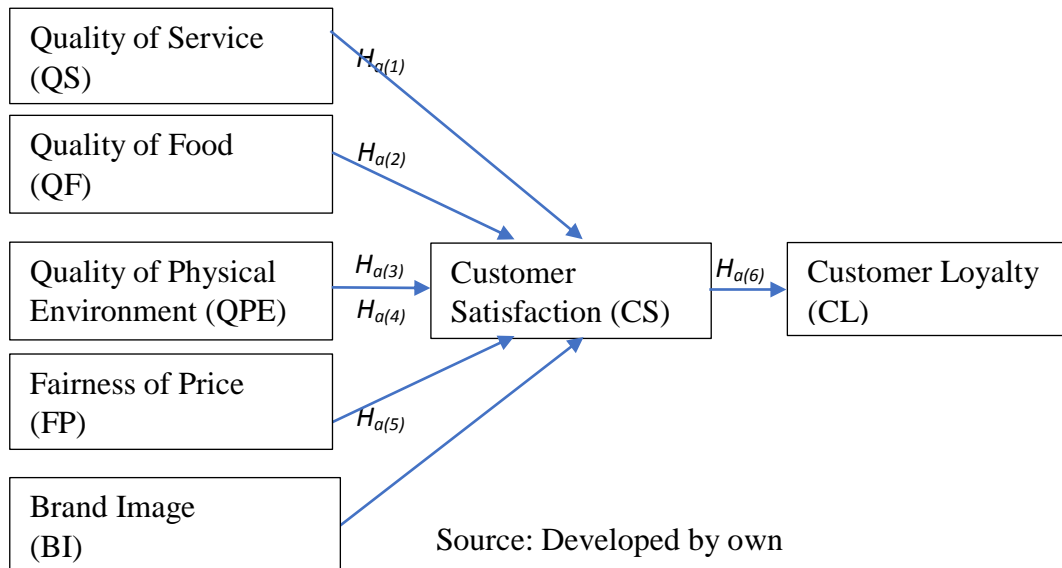 Quality of Service
(QS)
Ha(1)
Quality of Food
(QF)
Ha(2)
Quality of Physical
Environment (QPE)
Ha(3)
Ha(4)
Customer
Satisfaction (CS)
Ha(6)
Customer Loyalty
(CL)
Fairness of Price
(FP)
Ha(5)
Brand Image
(BI)
Source: Developed by own